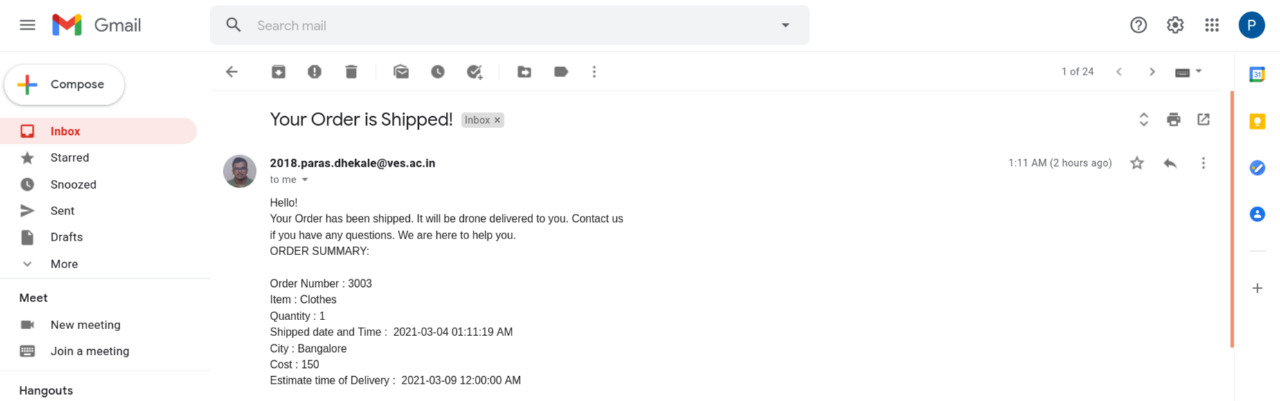 Gmail
Search mail
P
Compose
1 of 24
31
Inbox
Starred
Snoozed
Sent
Drafts
More
Meet
New meeting
Join a meeting
Hangouts
Your Order is Shipped! Inbox x
2018.paras.dhekale@ves.ac.in
1:11 AM (2 hours ago)
to me
Hello!
Your Order has been shipped. It will be drone delivered to you. Contact us
if you have any questions. We are here to help you.
ORDER SUMMARY:
Order Number : 3003
Item : Clothes
Quantity : 1
Shipped date and Time : 2021-03-04 01:11:19 AM
City : Bangalore
Cost : 150
Estimate time of Delivery : 2021-03-09 12:00:00 AM